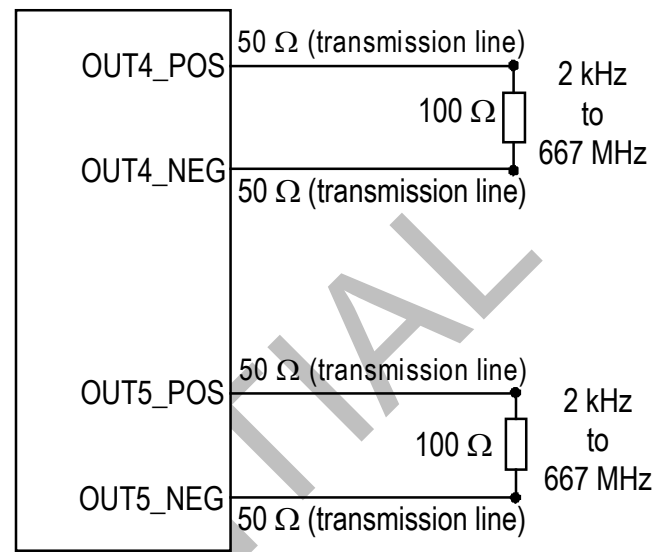 50 Ω (transmission line)
OUT4_POS
2 kHz
100 Ω
to
OUT4_NEG
667 MHz
50 Ω (transmission line)
50 Ω (transmission line)
OUT5_POS
2 kHz
100 Ω
to
OUT5_NEG
667 MHz
50 Ω (transmission line)
TIAL